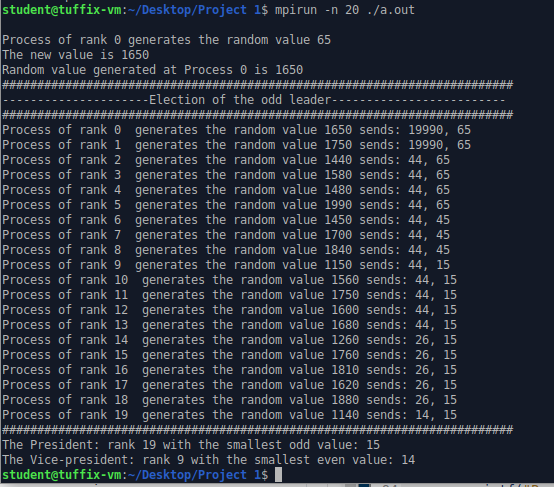 student@tuffix-vm:~/Desktop/Project 1$ mpirun -n 20 ./a.out
Process of rank 0 generates the random value 65
The new value is 1650
Random value generated at Process 0 is 1650
#########################################################################
---------------------Election of the odd leader-------------------------
#########################################################################
Process of rank 0  generates the random value 1650 sends: 19990, 65
Process of rank 1  generates the random value 1750 sends: 19990, 65
Process of rank 2  generates the random value 1440 sends: 44, 65
Process of rank 3  generates the random value 1580 sends: 44, 65
Process of rank 4  generates the random value 1480 sends: 44, 65
Process of rank 5  generates the random value 1990 sends: 44, 65
Process of rank 6  generates the random value 1450 sends: 44, 45
Process of rank 7  generates the random value 1700 sends: 44, 45
Process of rank 8  generates the random value 1840 sends: 44, 45
Process of rank 9  generates the random value 1150 sends: 44, 15
Process of rank 10  generates the random value 1560 sends: 44, 15
Process of rank 11  generates the random value 1750 sends: 44, 15
Process of rank 12  generates the random value 1600 sends: 44, 15
Process of rank 13  generates the random value 1680 sends: 44, 15
Process of rank 14  generates the random value 1260 sends: 26, 15
Process of rank 15  generates the random value 1760 sends: 26, 15
Process of rank 16  generates the random value 1810 sends: 26, 15
Process of rank 17  generates the random value 1620 sends: 26, 15
Process of rank 18  generates the random value 1880 sends: 26, 15
Process of rank 19  generates the random value 1140 sends: 14, 15
#########################################################################
The President: rank 19 with the smallest odd value: 15
The Vice-president: rank 9 with the smallest even value: 14
student@tuffix-vm:~/Desktop/Project 1$